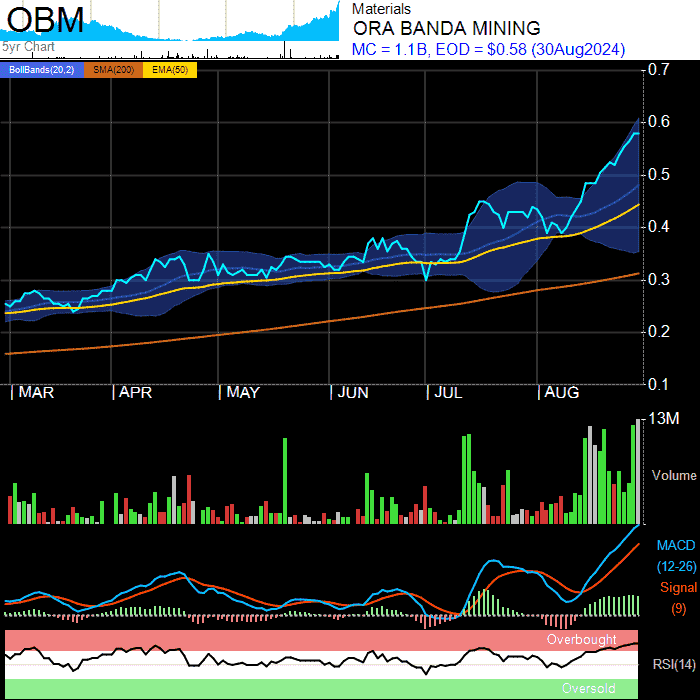 OBM
5yr Chart
Materials
ORA BANDA MINING
MC = 1.1B, EOD = $0.58 (30Aug2024)
BollBands(20,2) SMA(200) EMA(50)
0.7
0.6
0.5
0.4
0.3
0.2
0.1
MAR APR MAY JUN JUL AUG
13M
Volume
MACD
(12-26)
Signal
(9)
Overbought
RSI(14)
Oversold